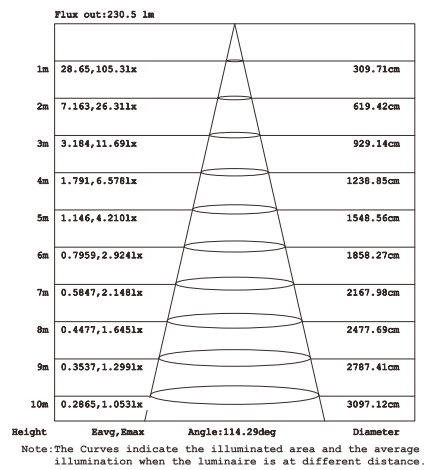 Flux out:230.5 lm
1m 28.65,105.3lx 309.71cm
2m 7.163,26.31lx 619.42cm
3m 3.184,11.69lx 929.14cm
4m 1.791,6.578lx 1238.85cm
5m 1.146,4.210lx 1548.56cm
6m 0.7959,2.924lx 1858.27cm
7m 0.5847,2.148lx 2167.98cm
8m 0.4477,1.645lx 2477.69cm
9m 0.3537,1.299lx 2787.41cm
10m 0.2865,1.053lx 3097.12cm
Height Eavg,Emax Angle:114.29deg Diameter
Note:The Curves indicate the illuminated area and the average
illumination when the luminaire is at different distance.